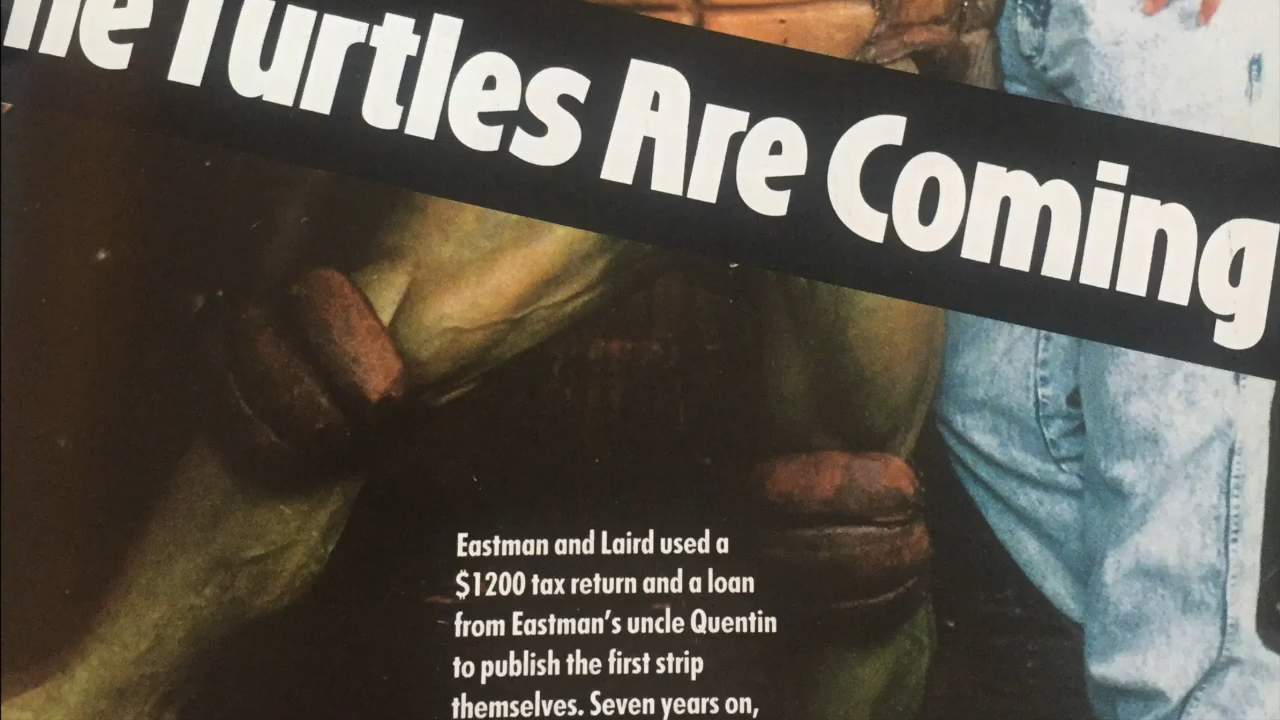 he Turtles Are Coming
Eastman and Laird used a
$1200 tax return and a loan
from Eastman's uncle Quentin
to publish the first strip
themselves. Seven years on,